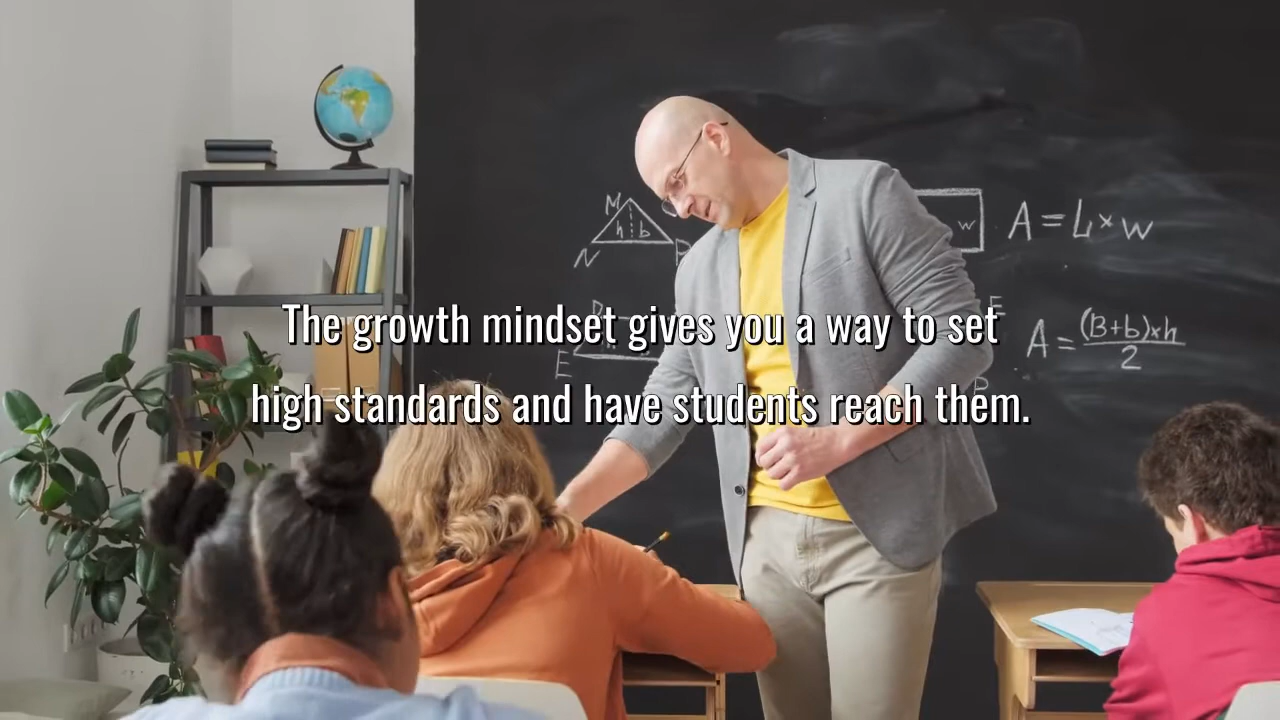 M
h b
N
w
A = L × w
The growth mindset gives you a way to set
E
E
A = (B+b)×h
2
high standards and have students reach them.